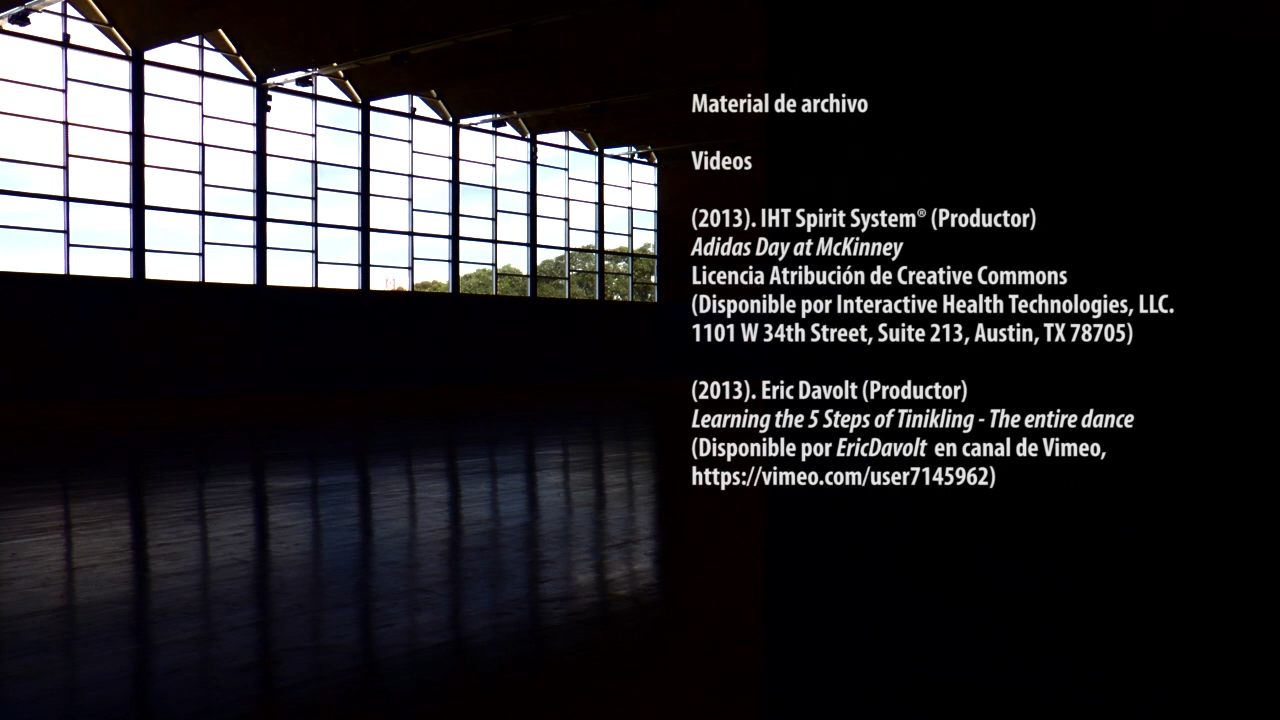 Material de archivo
Videos
(2013). IHT Spirit System® (Productor)
Adidas Day at McKinney
Licencia Atribución de Creative Commons
(Disponible por Interactive Health Technologies, LLC.
1101 W 34th Street, Suite 213, Austin, TX 78705)
(2013). Eric Davolt (Productor)
Learning the 5 Steps of Tinikling - The entire dance
(Disponible por EricDavolt en canal de Vimeo,
https://vimeo.com/user7145962)